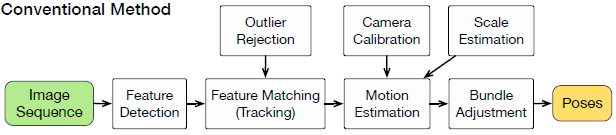 Conventional Method
Outlier
Rejection
Camera
Calibration
Scale
Estimation
Image
Sequence
Feature
Detection
Feature Matching
(Tracking)
Motion
Estimation
Bundle
Adjustment
Poses